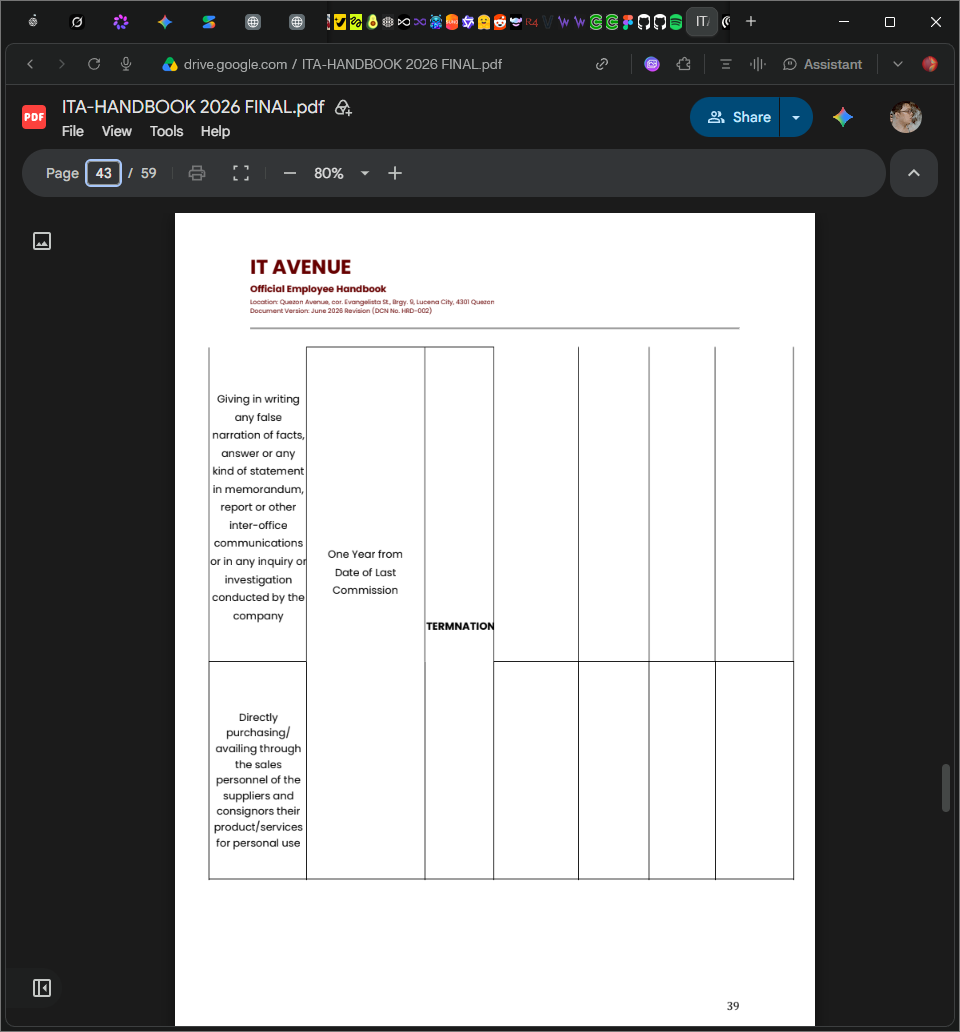 R4
W
W
IT/
drive.google.com / ITA-HANDBOOK 2026 FINAL.pdf
Assistant
PDF
ITA-HANDBOOK 2026 FINAL.pdf
File View Tools Help
Share
Page 43 / 59
80%
IT AVENUE
Official Employee Handbook
Location: Quezon Avenue, cor. Evangelista St., Brgy. 9, Lucena City, 4301 Quezon
Document Version: June 2026 Revision (DCN No. HRD-002)
Giving in writing
any false
narration of facts,
answer or any
kind of statement
in memorandum,
report or other
inter-office
communications
or in any inquiry or
investigation
conducted by the
company
One Year from
Date of Last
Commission
TERMNATION
Directly
purchasing/
availing through
the sales
personnel of the
suppliers and
consignors their
product/services
for personal use
39